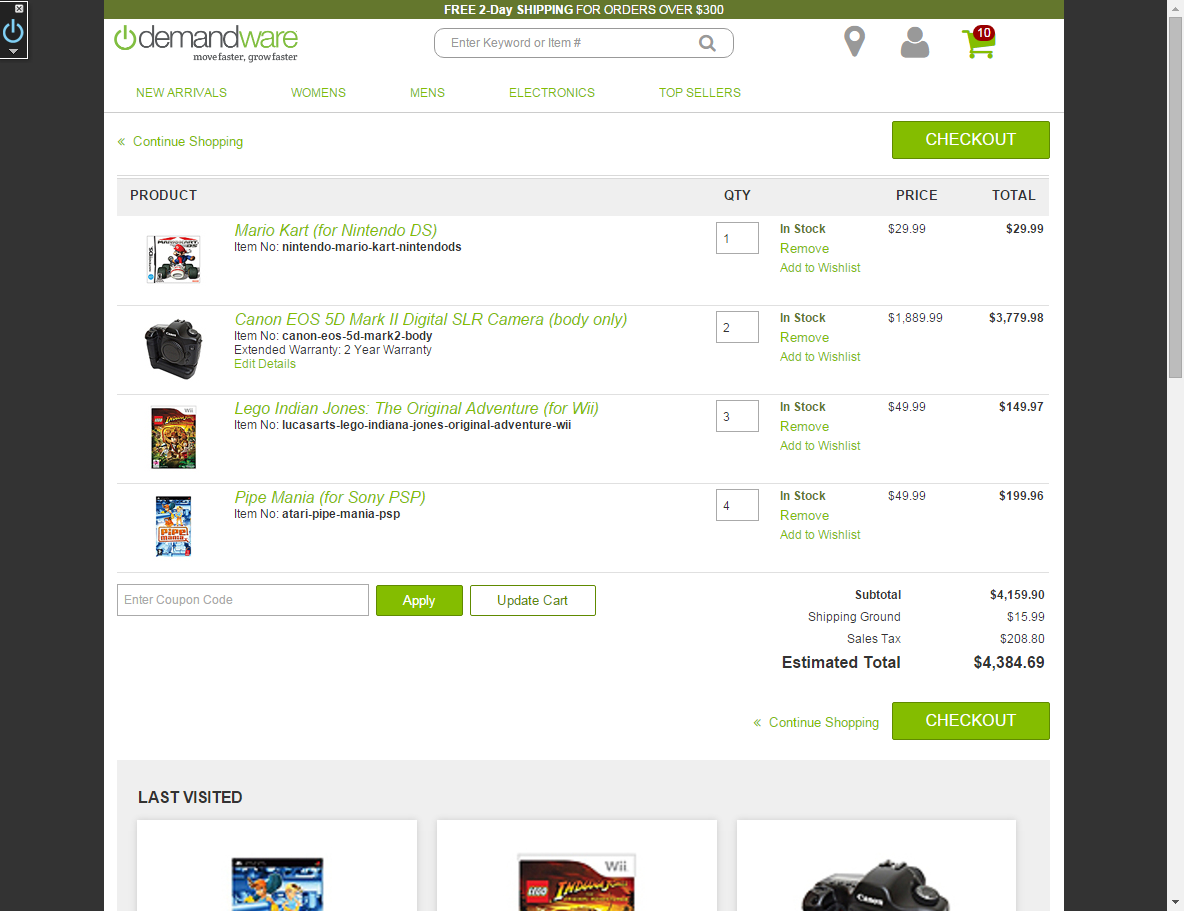 FREE 2-Day SHIPPING FOR ORDERS OVER $300
demandware
move faster, grow faster
Enter Keyword or Item #
10
NEW ARRIVALS WOMENS MENS ELECTRONICS TOP SELLERS
« Continue Shopping
CHECKOUT
PRODUCT QTY PRICE TOTAL
Mario Kart (for Nintendo DS)
Item No: nintendo-mario-kart-nintendods
1
In Stock
Remove
Add to Wishlist
$29.99
$29.99
Canon EOS 5D Mark II Digital SLR Camera (body only)
Item No: canon-eos-5d-mark2-body
Extended Warranty: 2 Year Warranty
Edit Details
2
In Stock
Remove
Add to Wishlist
$1,889.99
$3,779.98
Lego Indian Jones: The Original Adventure (for Wii)
Item No: lucasarts-lego-indiana-jones-original-adventure-wii
3
In Stock
Remove
Add to Wishlist
$49.99
$149.97
Pipe Mania (for Sony PSP)
Item No: atari-pipe-mania-psp
4
In Stock
Remove
Add to Wishlist
$49.99
$199.96
Enter Coupon Code
Apply
Update Cart
Subtotal $4,159.90
Shipping Ground $15.99
Sales Tax $208.80
Estimated Total $4,384.69
« Continue Shopping
CHECKOUT
LAST VISITED
Wii
LEGO INDIANA JONES
Canon